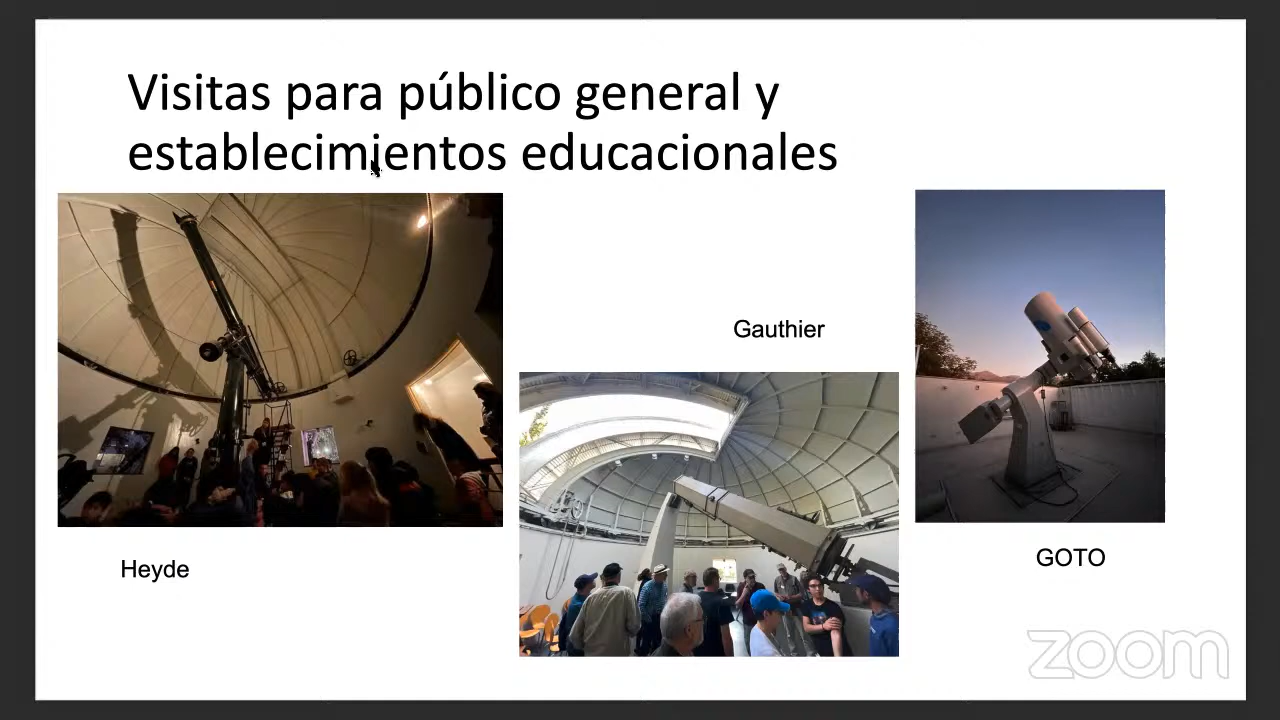 Visitas para público general y
establecimientos educacionales
Gauthier
Heyde
GOTO
zoom